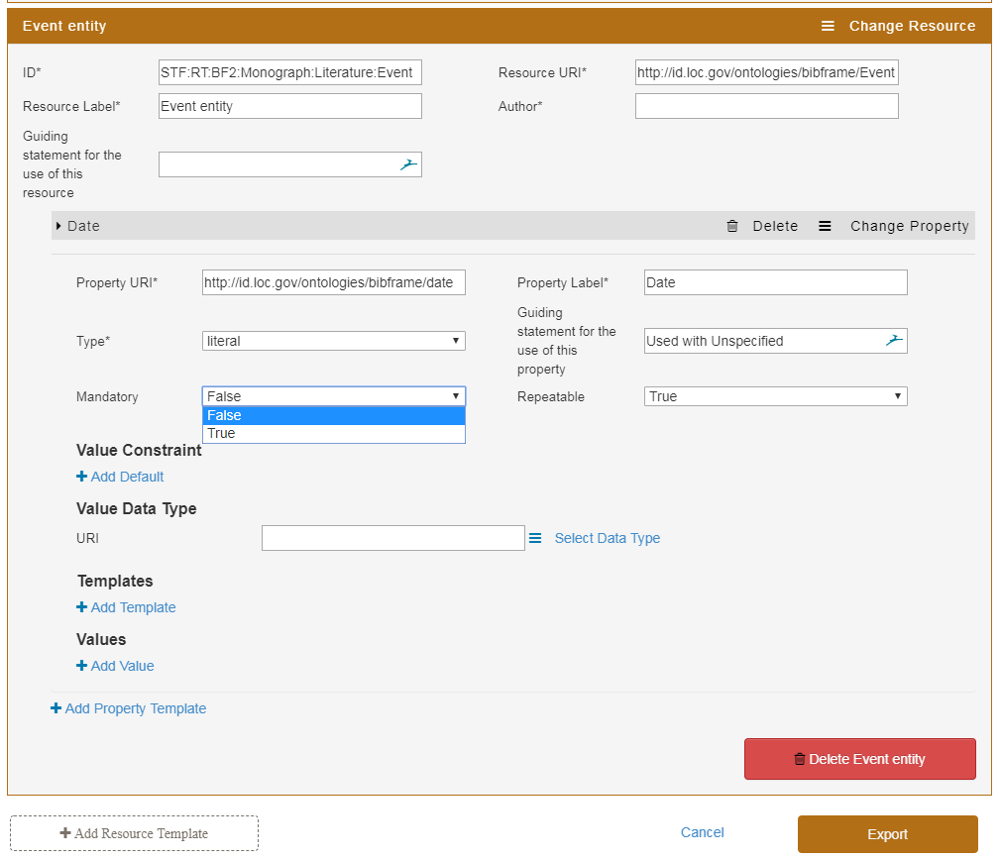 Event entity Change Resource
ID* STF:RT:BF2:Monograph:Literature:Event Resource URI* http://id.loc.gov/ontologies/bibframe/Event
Resource Label* Event entity Author*
Guiding
statement for the
use of this
resource
Date Delete Change Property
Property URI* http://id.loc.gov/ontologies/bibframe/date Property Label* Date
Type* literal
Guiding
statement for the
use of this
property
Used with Unspecified
Mandatory False Repeatable True
False
True
Value Constraint
Add Default
Value Data Type
URI Select Data Type
Templates
Add Template
Values
Add Value
Add Property Template
Delete Event entity
Add Resource Template Cancel Export